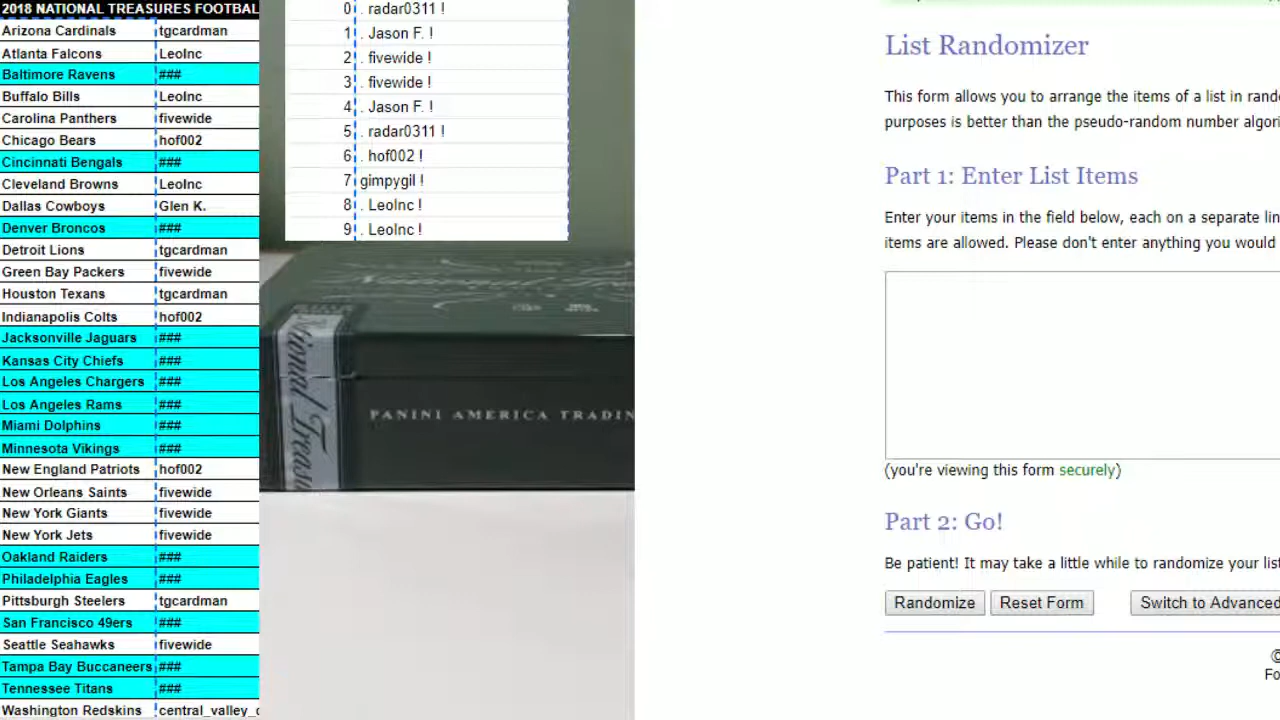 2018 NATIONAL TREASURES FOOTBAL
Arizona Cardinals tgcardman
Atlanta Falcons LeoInc
Baltimore Ravens ###
Buffalo Bills LeoInc
Carolina Panthers fivewide
Chicago Bears hof002
Cincinnati Bengals ###
Cleveland Browns LeoInc
Dallas Cowboys Glen K.
Denver Broncos ###
Detroit Lions tgcardman
Green Bay Packers fivewide
Houston Texans tgcardman
Indianapolis Colts hof002
Jacksonville Jaguars ###
Kansas City Chiefs ###
Los Angeles Chargers ###
Los Angeles Rams ###
Miami Dolphins ###
Minnesota Vikings ###
New England Patriots hof002
New Orleans Saints fivewide
New York Giants fivewide
New York Jets fivewide
Oakland Raiders ###
Philadelphia Eagles ###
Pittsburgh Steelers tgcardman
San Francisco 49ers ###
Seattle Seahawks fivewide
Tampa Bay Buccaneers ###
Tennessee Titans ###
Washington Redskins central_valley_
0 . radar0311 !
1 . Jason F. !
2 . fivewide !
3 . fivewide !
4 . Jason F. !
5 . radar0311 !
6 . hof002 !
7 gimpygil !
8 . LeoInc !
9 . LeoInc !
PANINI AMERICA TRADIN
List Randomizer
This form allows you to arrange the items of a list in rand
purposes is better than the pseudo-random number algori
Part 1: Enter List Items
Enter your items in the field below, each on a separate lin
items are allowed. Please don't enter anything you would
(you're viewing this form securely)
Part 2: Go!
Be patient! It may take a little while to randomize your list
Randomize Reset Form Switch to Advanced
©
Fo